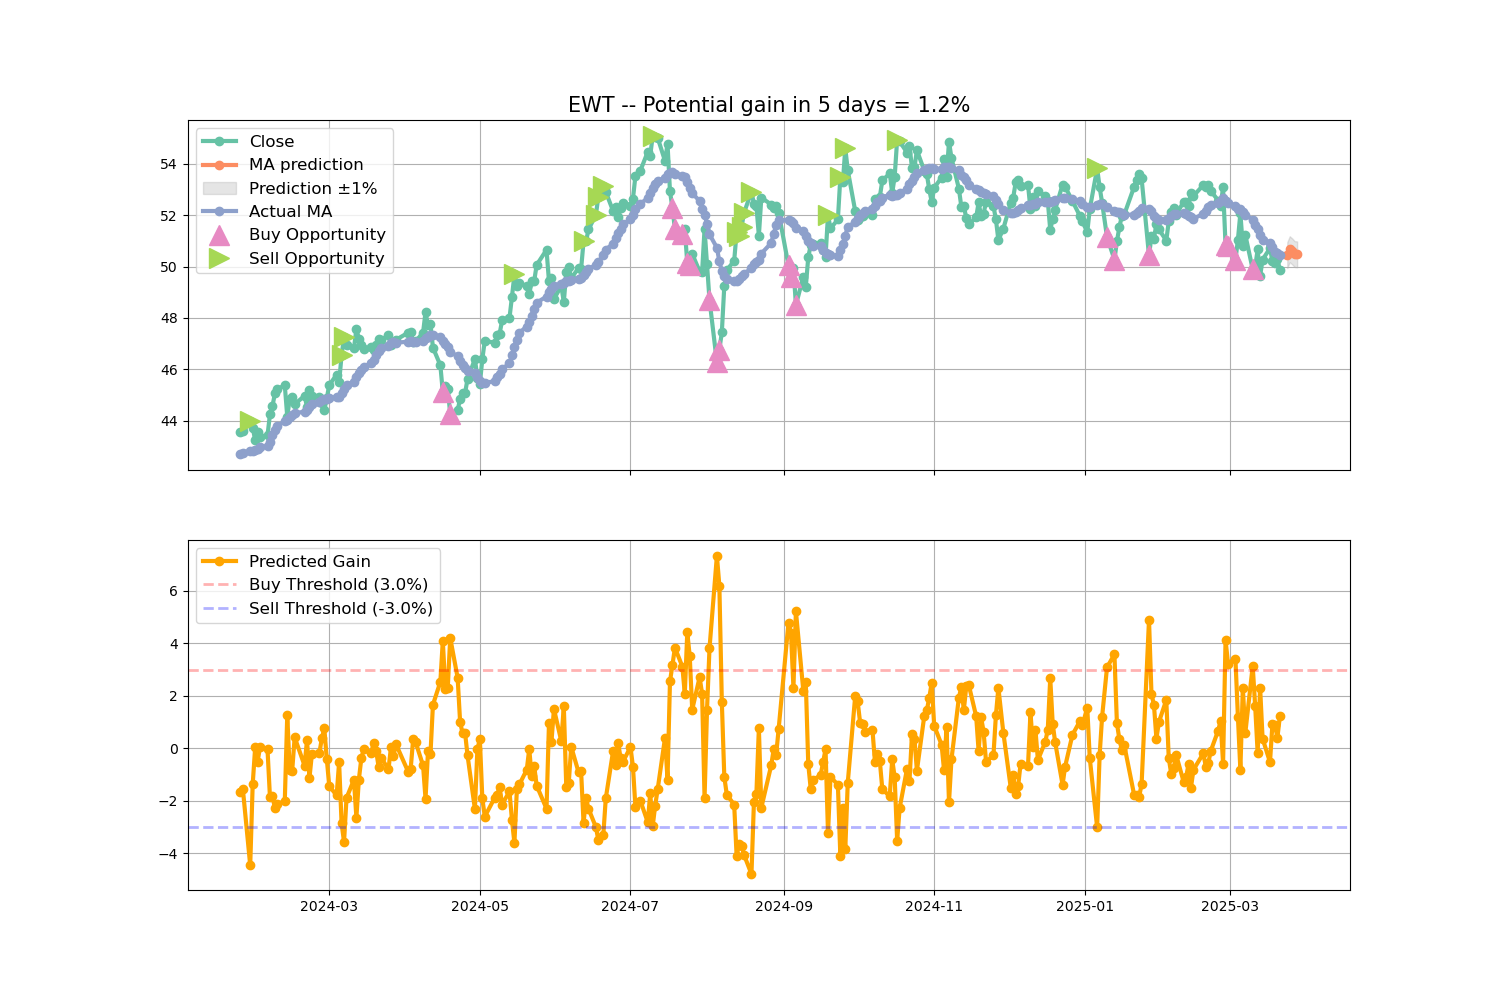 EWT -- Potential gain in 5 days = 1.2%
Close
MA prediction
Prediction ±1%
Actual MA
Buy Opportunity
Sell Opportunity
54
52
50
48
46
44
Predicted Gain
Buy Threshold (3.0%)
Sell Threshold (-3.0%)
6
4
2
0
−2
−4
2024-03
2024-05
2024-07
2024-09
2024-11
2025-01
2025-03